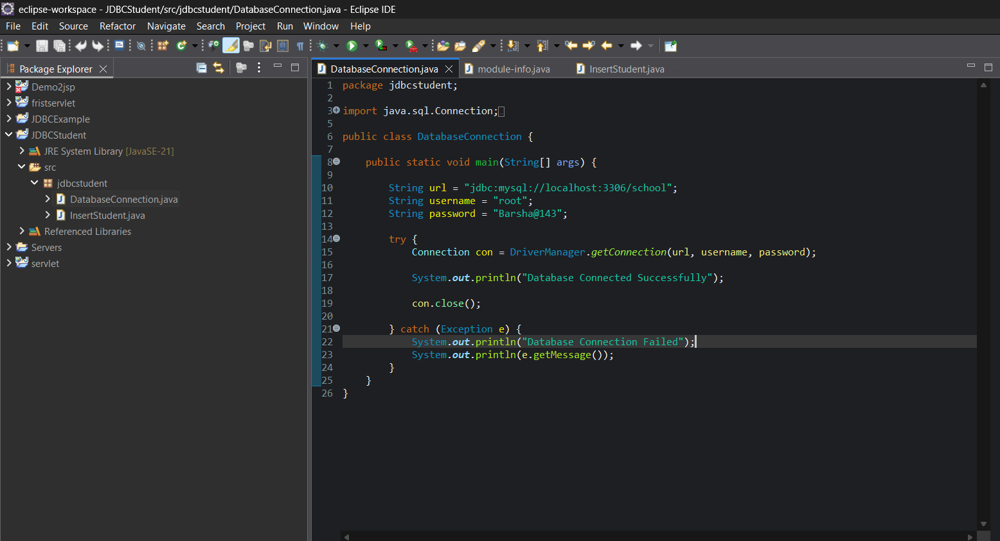 eclipse-workspace - JDBCStudent/src/jdbcstudent/DatabaseConnection.java - Eclipse IDE
File Edit Source Refactor Navigate Search Project Run Window Help
Package Explorer
Demo2jsp
fristservlet
JDBCExample
JDBCStudent
JRE System Library [JavaSE-21]
src
jdbcstudent
DatabaseConnection.java
InsertStudent.java
Referenced Libraries
Servers
servlet
DatabaseConnection.java module-info.java InsertStudent.java
1 package jdbcstudent;
2
3 import java.sql.Connection;
5
6 public class DatabaseConnection {
7
8 public static void main(String[] args) {
9
10 String url = "jdbc:mysql://localhost:3306/school";
11 String username = "root";
12 String password = "Barsha@143";
13
14 try {
15 Connection con = DriverManager.getConnection(url, username, password);
16
17 System.out.println("Database Connected Successfully");
18
19 con.close();
20
21 } catch (Exception e) {
22 System.out.println("Database Connection Failed");
23 System.out.println(e.getMessage());
24 }
25 }
26 }